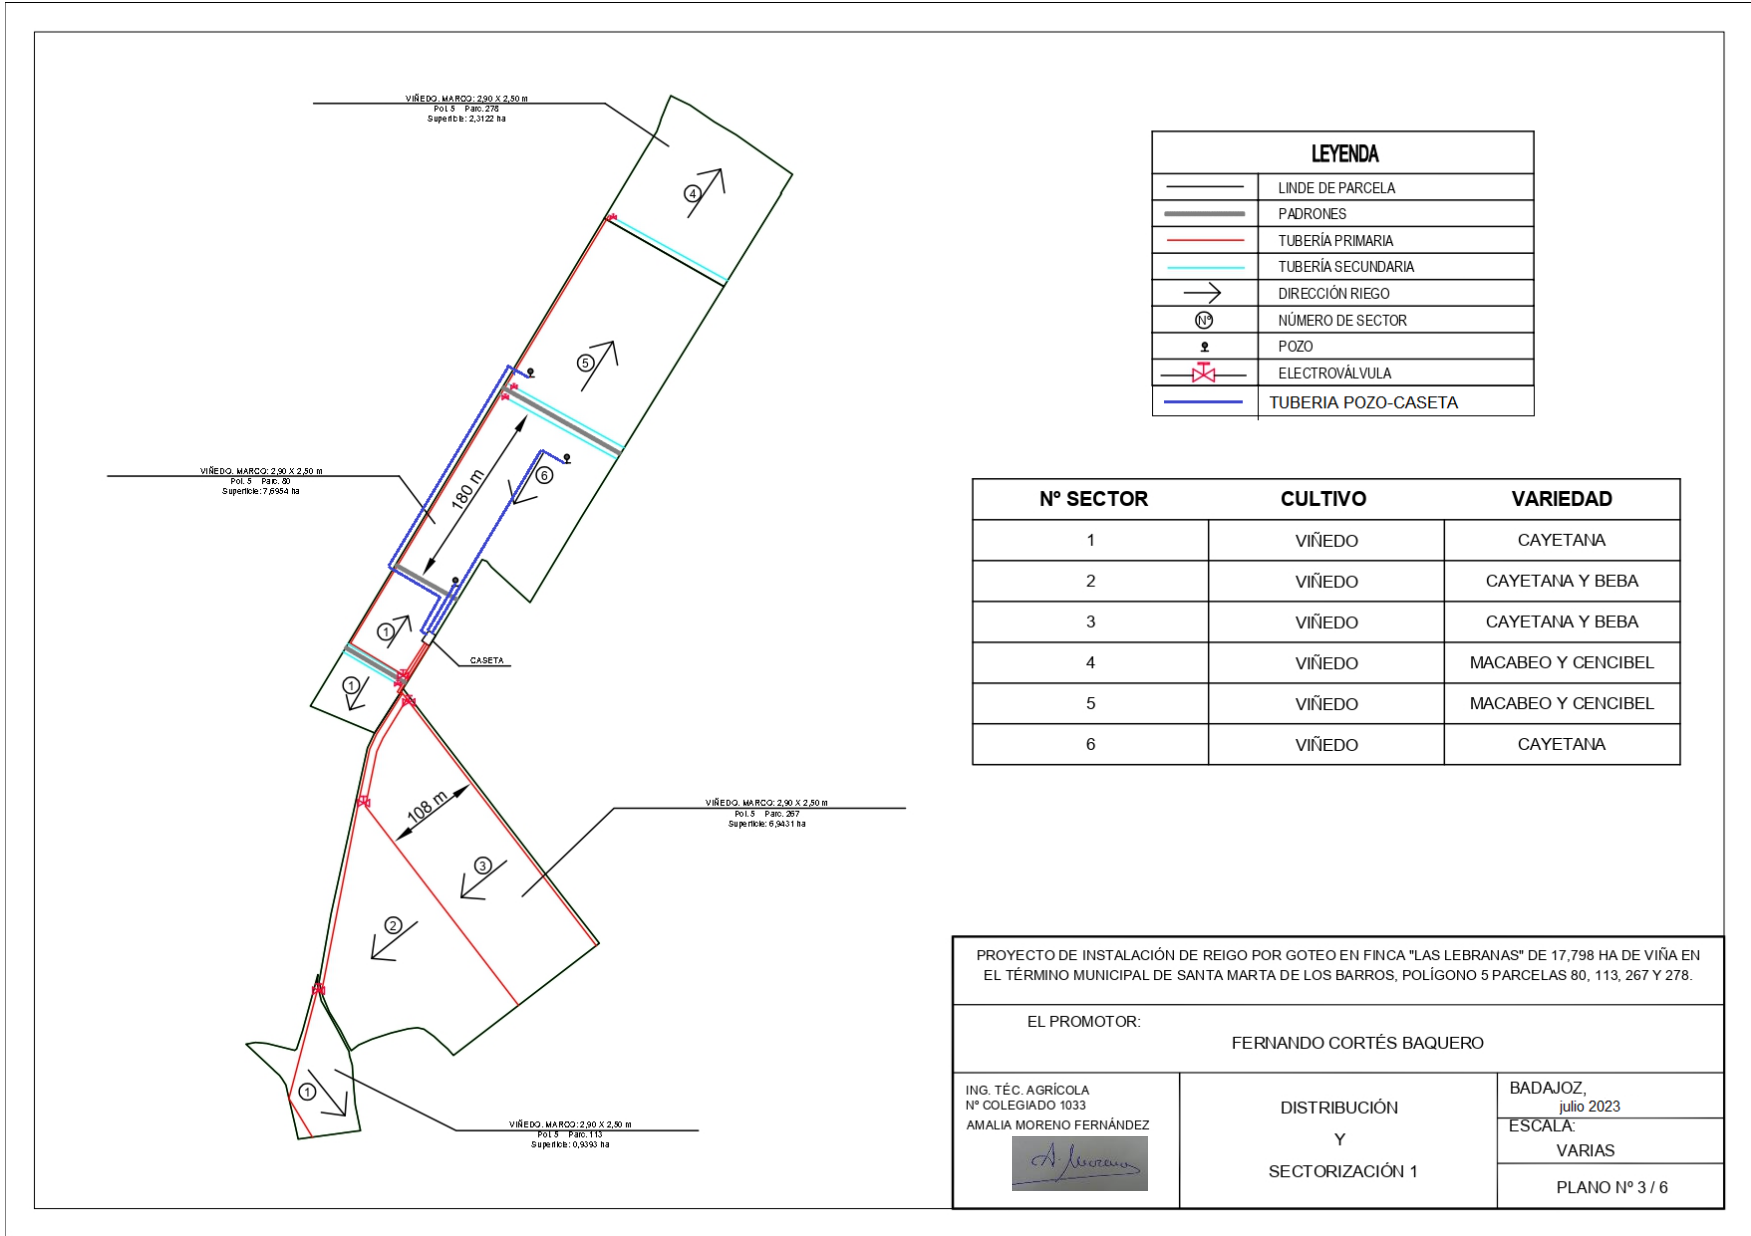 VIÑEDO. MARCO: 2,90 X 2,50 m
Pol. 5 Parc. 278
Superficie: 2,3122 ha
4
5
6
180 m
VIÑEDO. MARCO: 2,90 X 2,50 m
Pol. 5 Parc. 80
Superficie: 7,6954 ha
1
CASETA
1
108 m
VIÑEDO. MARCO: 2,90 X 2,50 m
Pol. 5 Parc. 267
Superficie: 6,9431 ha
3
2
1
VIÑEDO. MARCO: 2,90 X 2,50 m
Pol. 5 Parc. 113
Superficie: 0,9393 ha
LEYENDA
LINDE DE PARCELA
PADRONES
TUBERÍA PRIMARIA
TUBERÍA SECUNDARIA
DIRECCIÓN RIEGO
Nº NÚMERO DE SECTOR
POZO
ELECTROVÁLVULA
TUBERIA POZO-CASETA
Nº SECTOR CULTIVO VARIEDAD
1 VIÑEDO CAYETANA
2 VIÑEDO CAYETANA Y BEBA
3 VIÑEDO CAYETANA Y BEBA
4 VIÑEDO MACABEO Y CENCIBEL
5 VIÑEDO MACABEO Y CENCIBEL
6 VIÑEDO CAYETANA
PROYECTO DE INSTALACIÓN DE REIGO POR GOTEO EN FINCA "LAS LEBRANAS" DE 17,798 HA DE VIÑA EN
EL TÉRMINO MUNICIPAL DE SANTA MARTA DE LOS BARROS, POLÍGONO 5 PARCELAS 80, 113, 267 Y 278.
EL PROMOTOR:
FERNANDO CORTÉS BAQUERO
ING. TÉC. AGRÍCOLA
Nº COLEGIADO 1033
AMALIA MORENO FERNÁNDEZ
A. Moreno
DISTRIBUCIÓN
Y
SECTORIZACIÓN 1
BADAJOZ,
julio 2023
ESCALA:
VARIAS
PLANO Nº 3 / 6